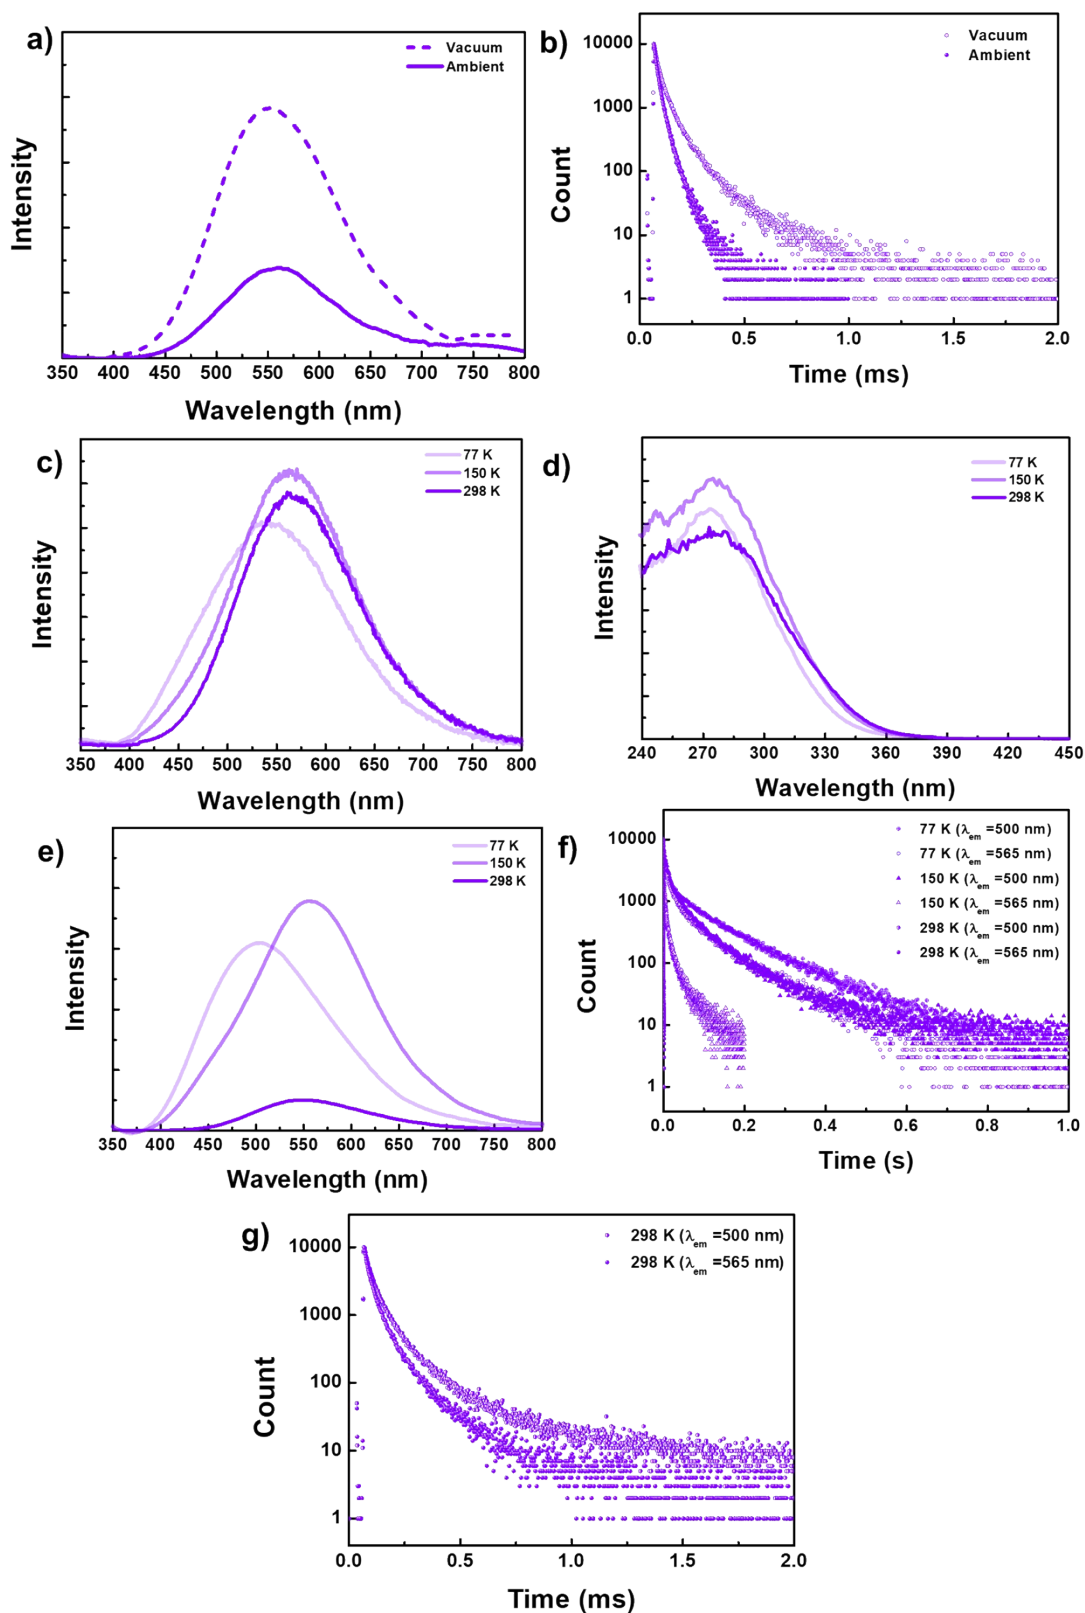 a)
Vacuum
Ambient
Intensity
350 400 450 500 550 600 650 700 750 800
Wavelength (nm)
b)
Vacuum
Ambient
10000
1000
100
10
1
Count
0.0 0.5 1.0 1.5 2.0
Time (ms)
c)
77 K
150 K
298 K
Intensity
350 400 450 500 550 600 650 700 750 800
Wavelength (nm)
d)
77 K
150 K
298 K
Intensity
240 270 300 330 360 390 420 450
Wavelength (nm)
e)
77 K
150 K
298 K
Intensity
350 400 450 500 550 600 650 700 750 800
Wavelength (nm)
f)
77 K (λem =500 nm)
77 K (λem =565 nm)
150 K (λem =500 nm)
150 K (λem =565 nm)
298 K (λem =500 nm)
298 K (λem =565 nm)
10000
1000
100
10
1
Count
0.0 0.2 0.4 0.6 0.8 1.0
Time (s)
g)
298 K (λem =500 nm)
298 K (λem =565 nm)
10000
1000
100
10
1
Count
0.0 0.5 1.0 1.5 2.0
Time (ms)